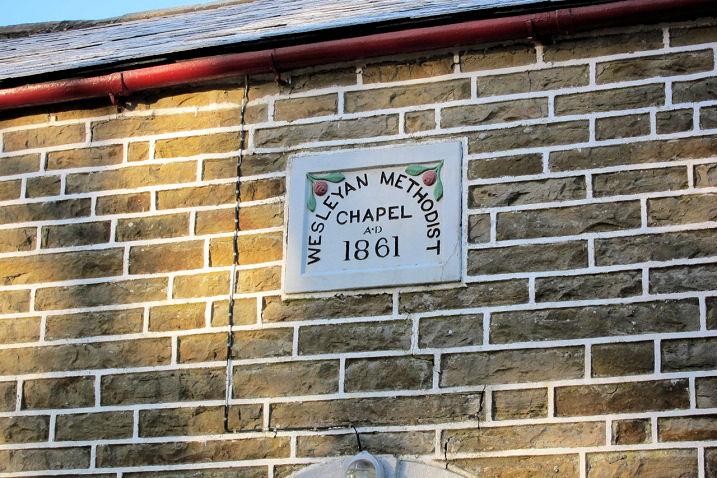 WESLEYAN METHODIST
CHAPEL
A·D
1861